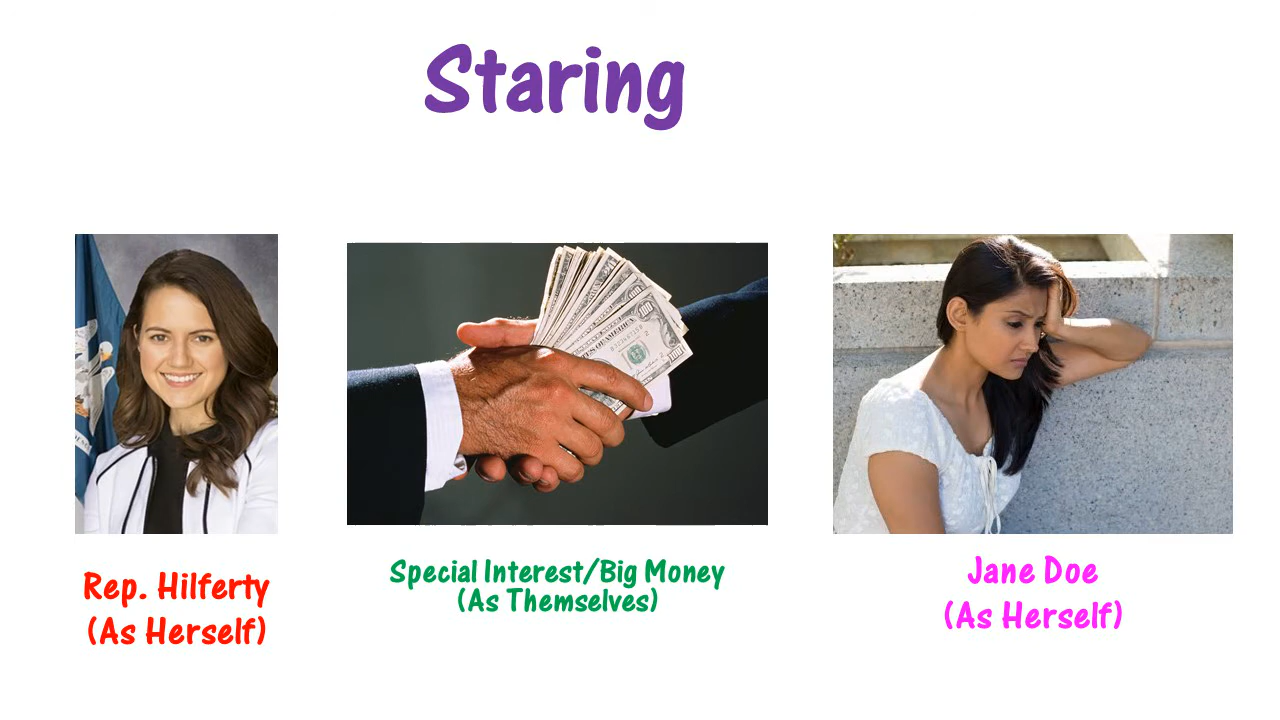 Staring
Rep. Hilferty
(As Herself)
Special Interest/Big Money
(As Themselves)
Jane Doe
(As Herself)